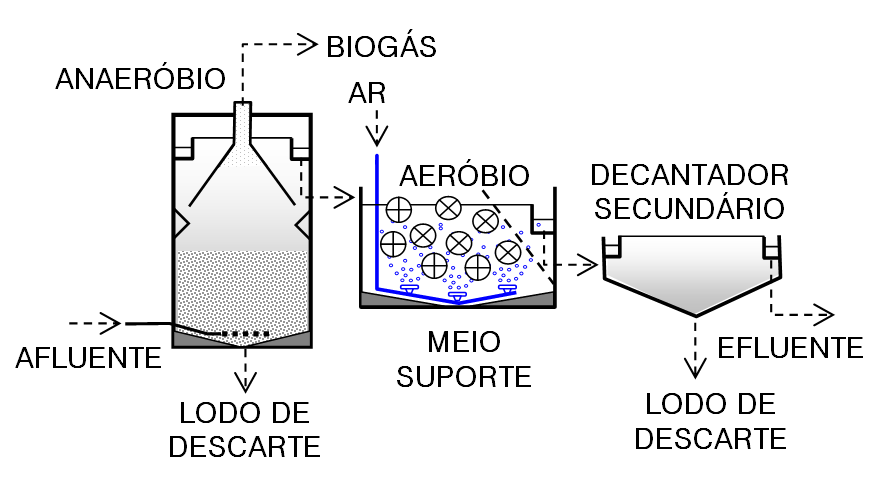 BIOGÁS
ANAERÓBIO
AR
AERÓBIO
DECANTADOR
SECUNDÁRIO
AFLUENTE
MEIO
SUPORTE
EFLUENTE
LODO DE
DESCARTE
LODO DE
DESCARTE